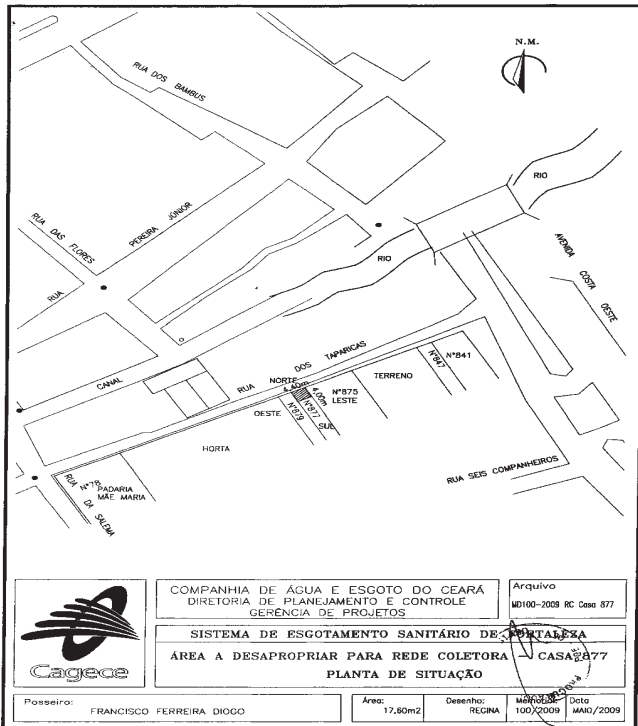 N.M.
RUA DOS BAMBUS
RIO
RUA DAS FLORES
PEREIRA JÚNIOR
RUA
RIO
AVENIDA COSTA OESTE
CANAL
RUA DOS TAPARICAS
NORTE
4,40m
4,00m
N°875
LESTE
TERRENO
N°847
N°841
OESTE
N°879
N°877
SUL
HORTA
RUA SEIS COMPANHEIROS
N°78
PADARIA
MÃE MARIA
RUA DA SALEMA
Cagece
COMPANHIA DE ÁGUA E ESGOTO DO CEARÁ
DIRETORIA DE PLANEJAMENTO E CONTROLE
GERÊNCIA DE PROJETOS
Arquivo
MD100-2009 RC Casa 877
SISTEMA DE ESGOTAMENTO SANITÁRIO DE FORTALEZA
ÁREA A DESAPROPRIAR PARA REDE COLETORA - CASA 877
PLANTA DE SITUAÇÃO
Posseiro:
FRANCISCO FERREIRA DIOGO
Área:
17,60m2
Desenho:
REGINA
Memorial:
100/2009
Data
MAIO/2009